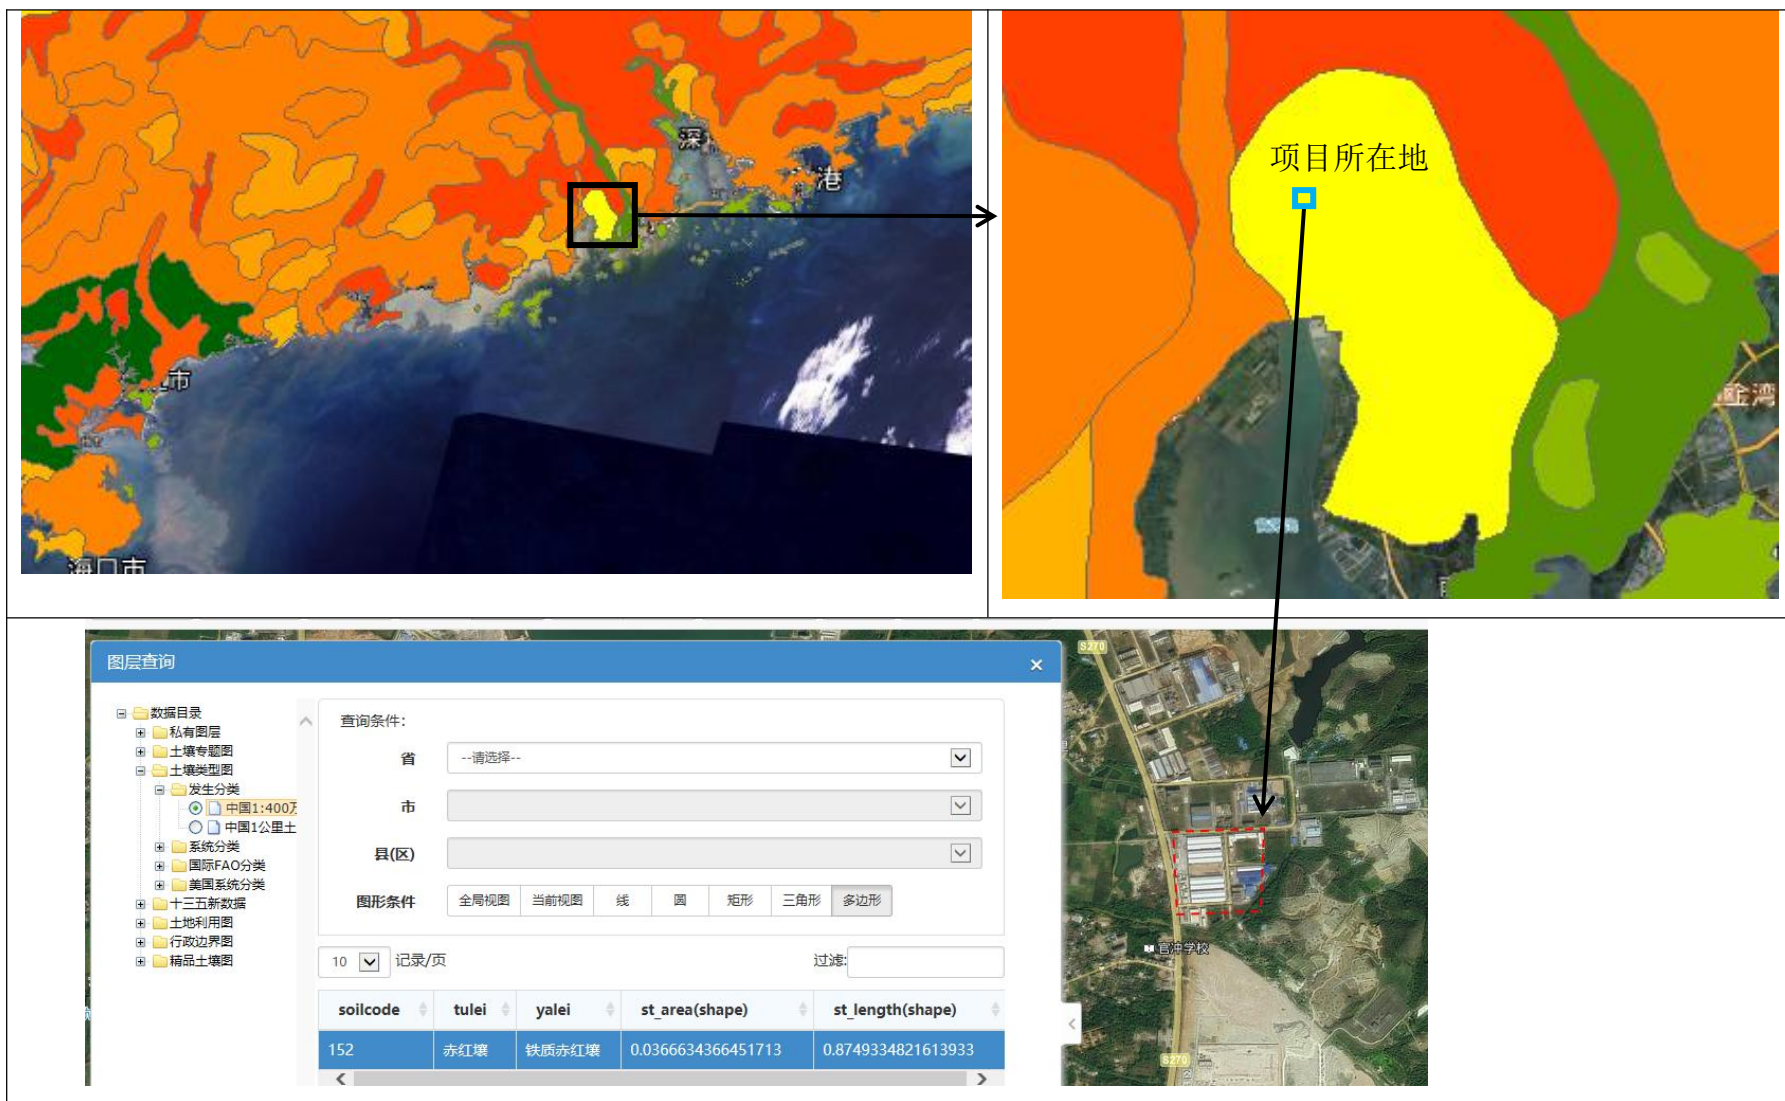 深
港
市
海口市
项目所在地
金湾
图层查询
×
数据目录
私有图层
土壤专题图
土壤类型图
发生分类
中国1:400万
中国1公里土
系统分类
国际FAO分类
美国系统分类
十三五新数据
土地利用图
行政边界图
精品土壤图
查询条件:
省 --请选择--
市
县(区)
图形条件 全局视图 当前视图 线 圆 矩形 三角形 多边形
10 记录/页 过滤:
soilcode tulei yalei st_area(shape) st_length(shape)
152 赤红壤 铁质赤红壤 0.0366634366451713 0.8749334821613933
S270
官冲学校
S270